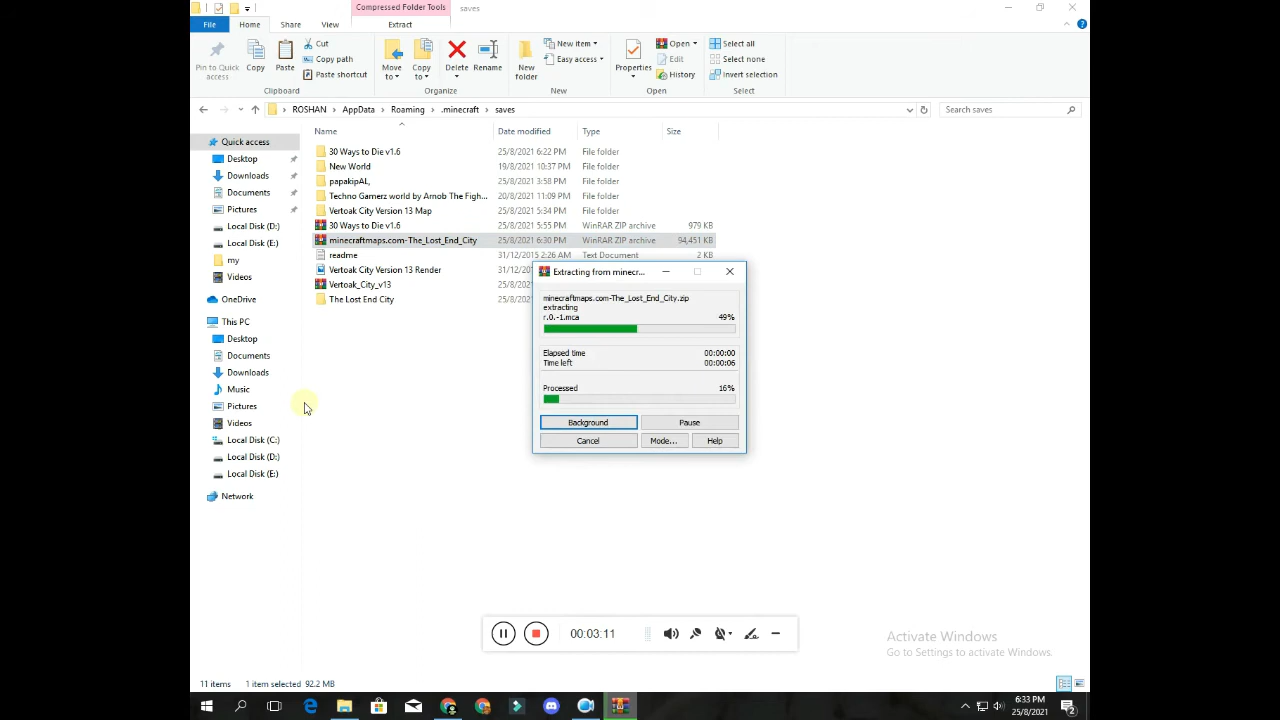 Compressed Folder Tools
saves
File
Home
Share
View
Extract
Pin to Quick access
Copy
Paste
Cut
Copy path
Paste shortcut
Move to
Copy to
Delete
Rename
New folder
New item
Easy access
Properties
Open
Edit
History
Select all
Select none
Invert selection
Clipboard
Organize
New
Open
Select
ROSHAN > AppData > Roaming > .minecraft > saves
Search saves
Name
Date modified
Type
Size
Quick access
Desktop
Downloads
Documents
Pictures
Local Disk (D:)
Local Disk (E:)
my
Videos
OneDrive
This PC
Desktop
Documents
Downloads
Music
Pictures
Videos
Local Disk (C:)
Local Disk (D:)
Local Disk (E:)
Network
30 Ways to Die v1.6 25/8/2021 6:22 PM File folder
New World 19/8/2021 10:37 PM File folder
papakipAL, 25/8/2021 3:58 PM File folder
Techno Gamerz world by Arnob The Figh... 20/8/2021 11:09 PM File folder
Vertoak City Version 13 Map 25/8/2021 5:34 PM File folder
30 Ways to Die v1.6 25/8/2021 5:55 PM WinRAR ZIP archive 979 KB
minecraftmaps.com-The_Lost_End_City 25/8/2021 6:30 PM WinRAR ZIP archive 94,451 KB
readme 31/12/2015 2:26 AM Text Document 2 KB
Vertoak City Version 13 Render 31/12/
Vertoak_City_v13 25/8/202
The Lost End City 25/8/202
Extracting from minecr...
minecraftmaps.com-The_Lost_End_City.zip
extracting
r.0.-1.mca 49%
Elapsed time 00:00:00
Time left 00:00:06
Processed 16%
Background
Pause
Cancel
Mode...
Help
00:03:11
Activate Windows
Go to Settings to activate Windows.
11 items 1 item selected 92.2 MB
6:33 PM
25/8/2021
2